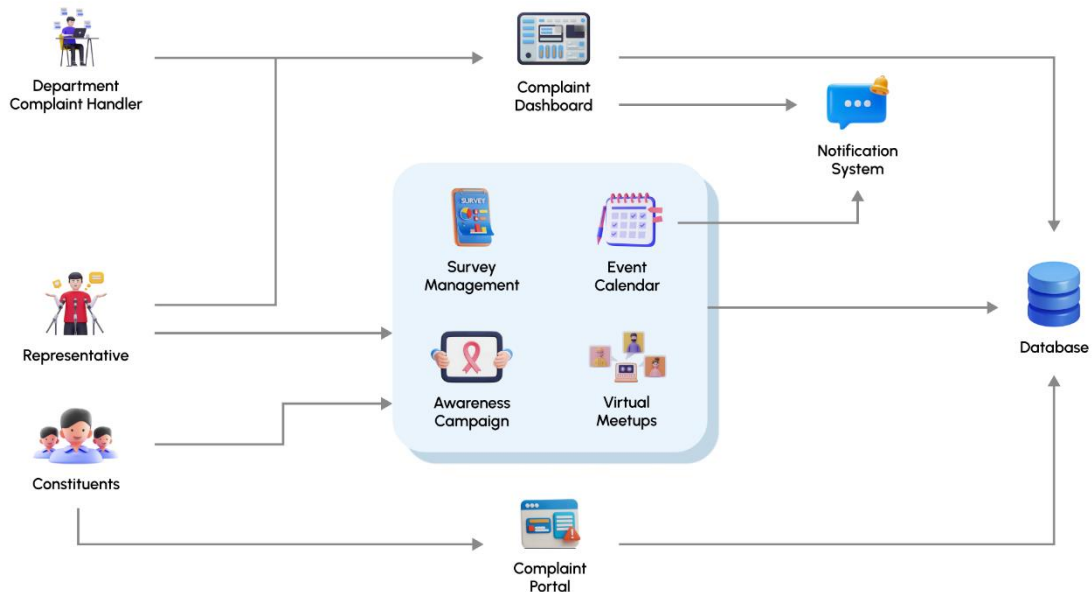 Department
Complaint Handler
Complaint
Dashboard
Notification
System
SURVEY
Survey
Management
Event
Calendar
Representative
Database
Awareness
Campaign
Virtual
Meetups
Constituents
Complaint
Portal